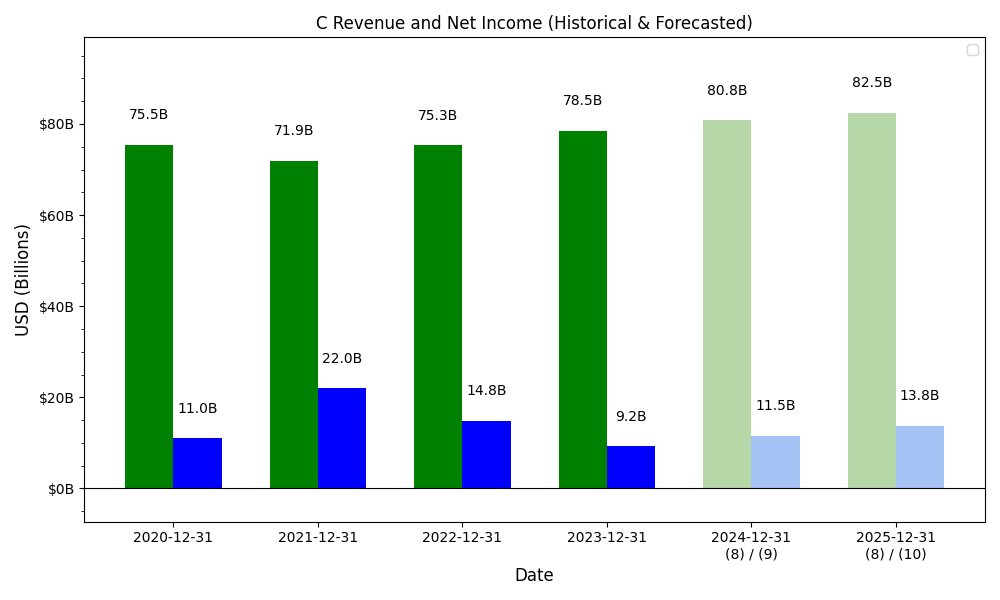 C Revenue and Net Income (Historical & Forecasted)
USD (Billions)
$80B
$60B
$40B
$20B
$0B
75.5B
11.0B
71.9B
22.0B
75.3B
14.8B
78.5B
9.2B
80.8B
11.5B
82.5B
13.8B
2020-12-31
2021-12-31
2022-12-31
2023-12-31
2024-12-31
(8) / (9)
2025-12-31
(8) / (10)
Date